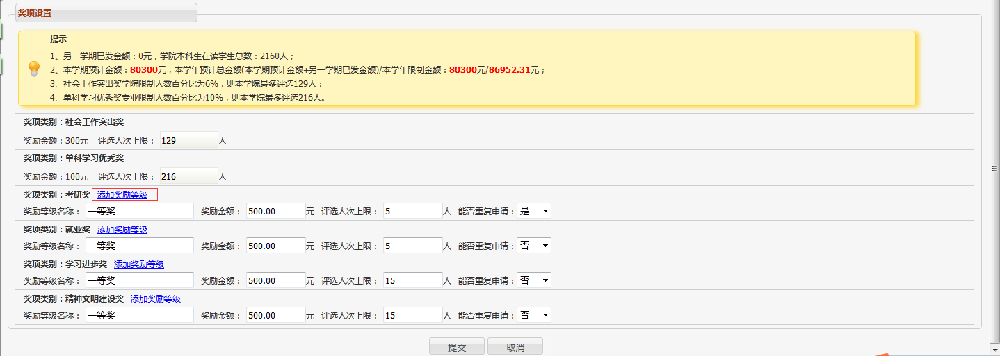 奖项设置
提示
1、另一学期已发金额：0元，学院本科生在读学生总数：2160人；
2、本学期预计金额：80300元，本学年预计总金额(本学期预计金额+另一学期已发金额)/本学年限制金额：80300元/86952.31元；
3、社会工作突出奖学院限制人数百分比为6%，则本学院最多评选129人；
4、单科学习优秀奖专业限制人数百分比为10%，则本学院最多评选216人。
奖项类别：社会工作突出奖
奖励金额：300元 评选人次上限： 129 人
奖项类别：单科学习优秀奖
奖励金额：100元 评选人次上限： 216 人
奖项类别：考研奖 添加奖励等级
奖励等级名称： 一等奖 奖励金额： 500.00 元 评选人次上限： 5 人 能否重复申请： 是
奖项类别：就业奖 添加奖励等级
奖励等级名称： 一等奖 奖励金额： 500.00 元 评选人次上限： 5 人 能否重复申请： 否
奖项类别：学习进步奖 添加奖励等级
奖励等级名称： 一等奖 奖励金额： 500.00 元 评选人次上限： 15 人 能否重复申请： 否
奖项类别：精神文明建设奖 添加奖励等级
奖励等级名称： 一等奖 奖励金额： 500.00 元 评选人次上限： 15 人 能否重复申请： 否
提交 取消